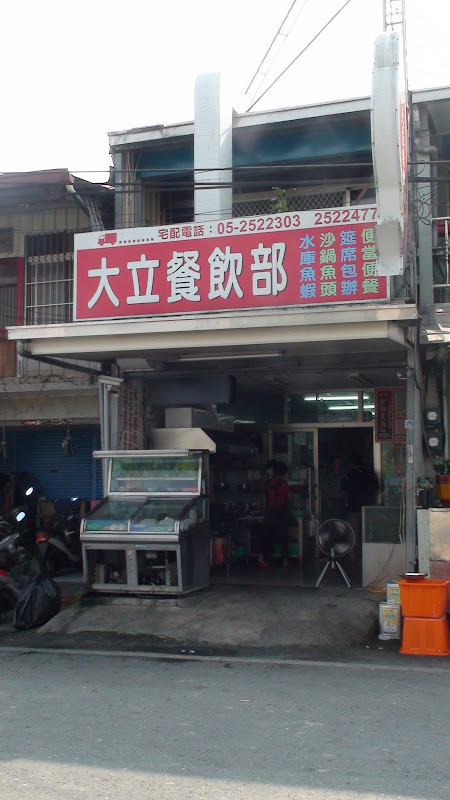 宅配電話：05-2522303 2522477
大立餐飲部
水庫魚蝦
沙鍋魚頭
筵席包辦
便當便餐